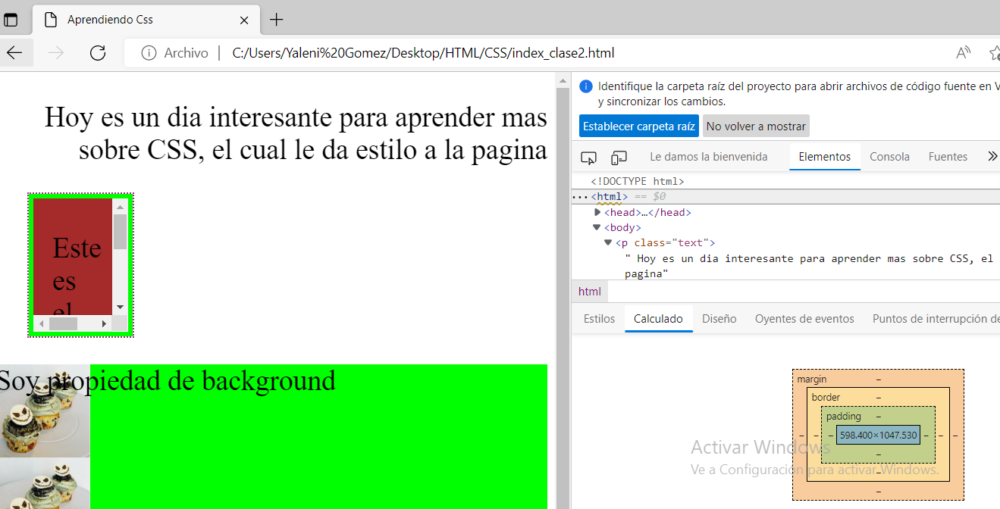 Aprendiendo Css
Archivo | C:/Users/Yaleni%20Gomez/Desktop/HTML/CSS/index_clase2.html
Hoy es un dia interesante para aprender mas
sobre CSS, el cual le da estilo a la pagina
Este
es
el
Soy propiedad de background
Identifique la carpeta raíz del proyecto para abrir archivos de código fuente en V
y sincronizar los cambios.
Establecer carpeta raíz No volver a mostrar
Le damos la bienvenida Elementos Consola Fuentes
<!DOCTYPE html>
<html> == $0
<head>…</head>
<body>
<p class="text">
" Hoy es un dia interesante para aprender mas sobre CSS, el
pagina"
html
Estilos Calculado Diseño Oyentes de eventos Puntos de interrupción de
margin –
border –
padding –
– – – 598.400×1047.530 – – –
–
–
–
Activar Windows
Ve a Configuración para activar Windows.